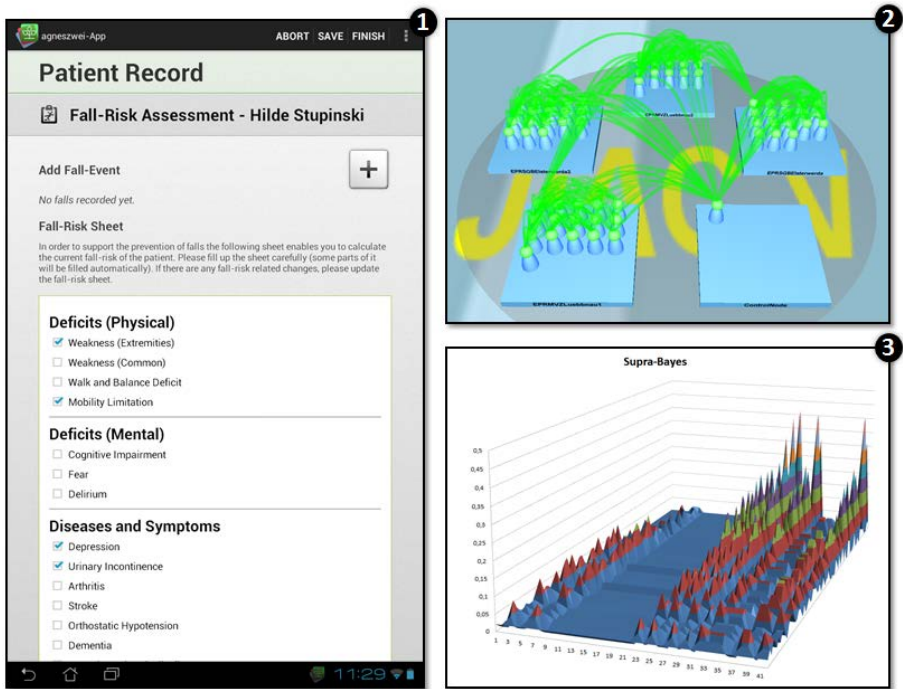 1
agneszwei-App
ABORT SAVE FINISH
Patient Record
Fall-Risk Assessment - Hilde Stupinski
Add Fall-Event
+
No falls recorded yet.
Fall-Risk Sheet
In order to support the prevention of falls the following sheet enables you to calculate
the current fall-risk of the patient. Please fill up the sheet carefully (some parts of it
will be filled automatically). If there are any fall-risk related changes, please update
the fall-risk sheet.
Deficits (Physical)
Weakness (Extremities)
Weakness (Common)
Walk and Balance Deficit
Mobility Limitation
Deficits (Mental)
Cognitive Impairment
Fear
Delirium
Diseases and Symptoms
Depression
Urinary Incontinence
Arthritis
Stroke
Orthostatic Hypotension
Dementia
11:29
2
JACV
ControlNode
3
Supra-Bayes
0,5
0,45
0,4
0,35
0,3
0,25
0,2
0,15
0,1
0,05
0
1 3 5 7 9 11 13 15 17 19 21 23 25 27 29 31 33 35 37 39 41